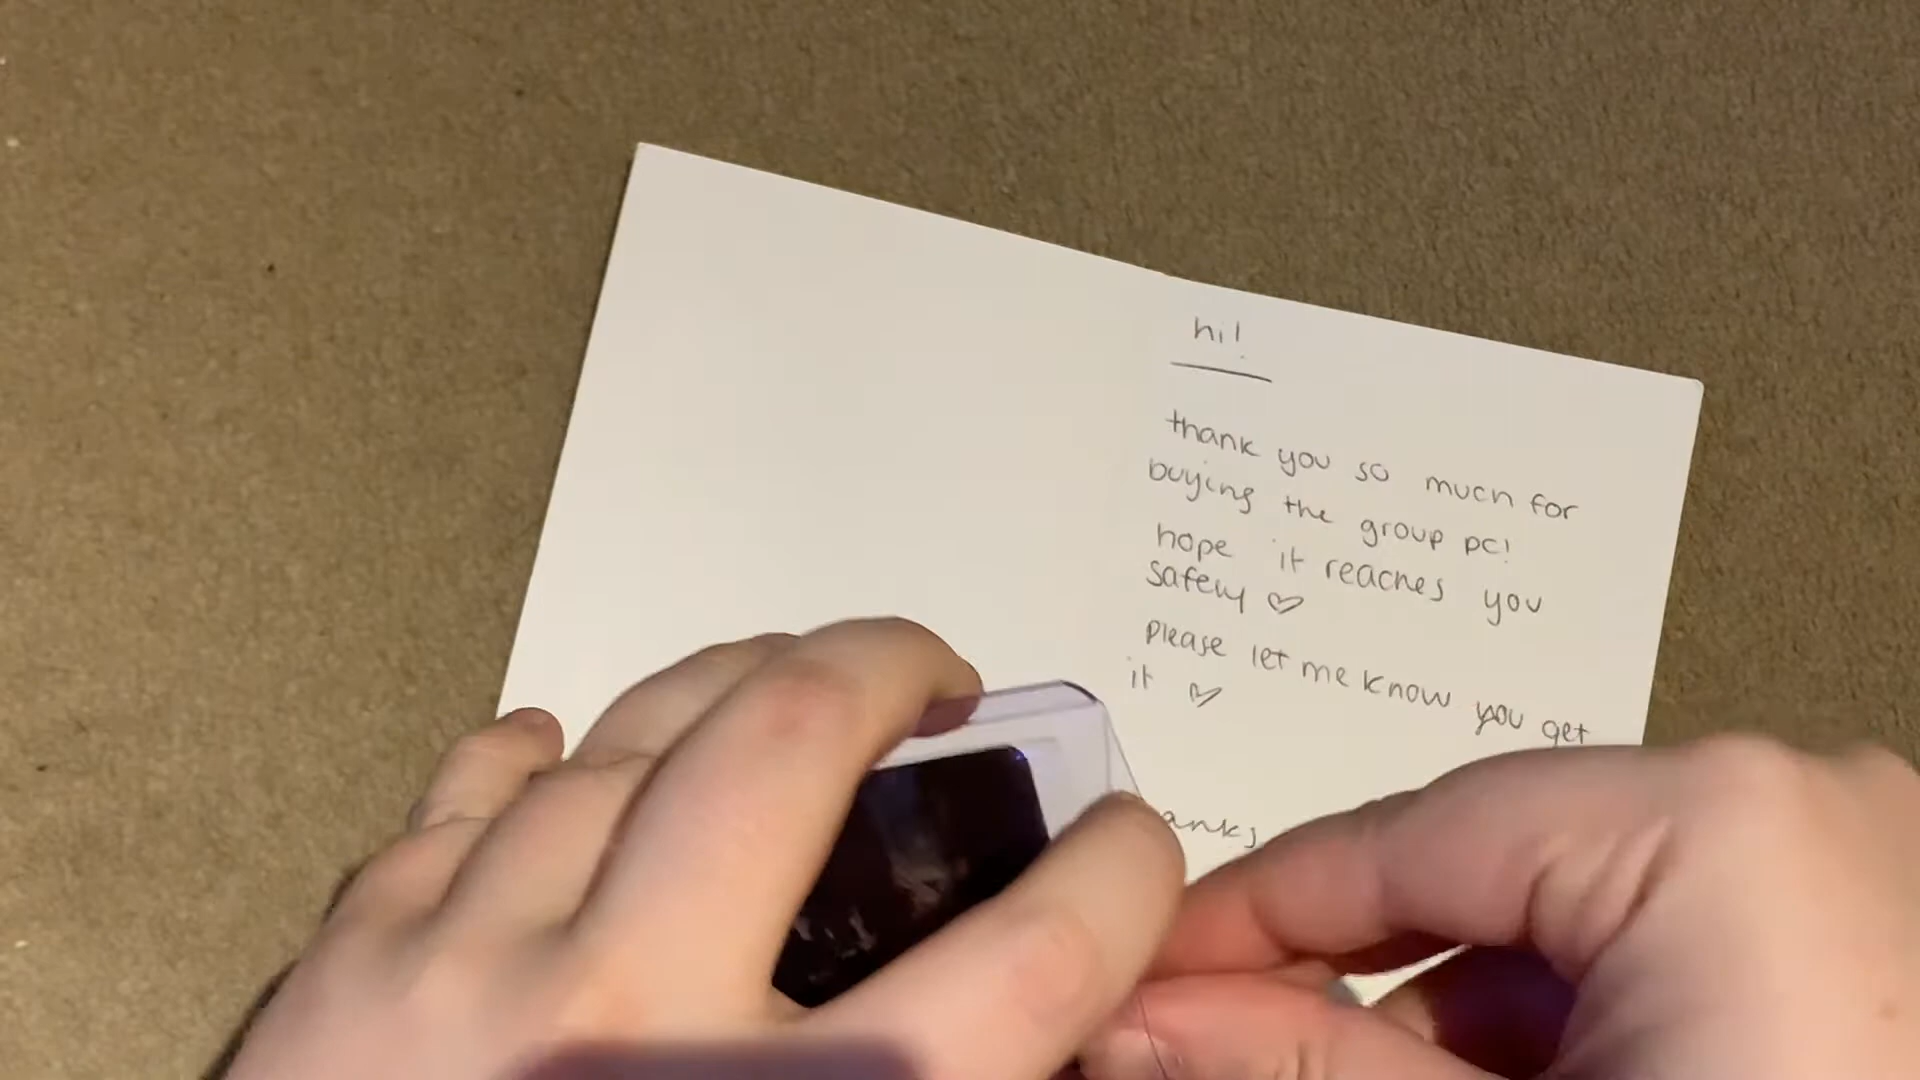 hi!
thank you so much for
buying the group pc!
hope it reaches you
safely ♡
please let me know you get
it ♡
anks